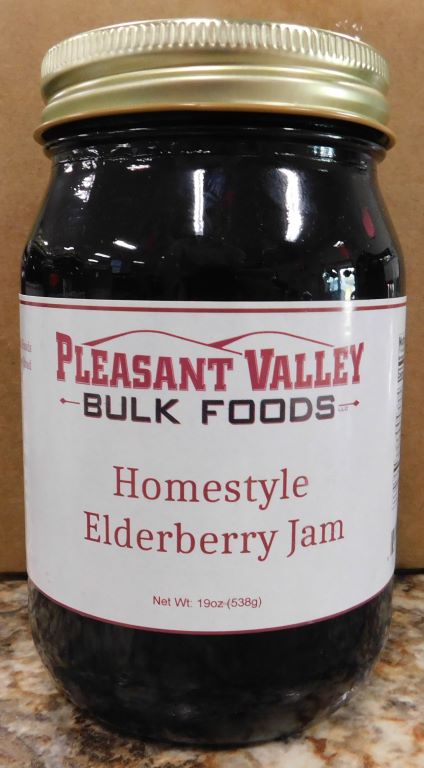 PLEASANT VALLEY
BULK FOODS LLC
Homestyle
Elderberry Jam
Net Wt: 19oz (538g)